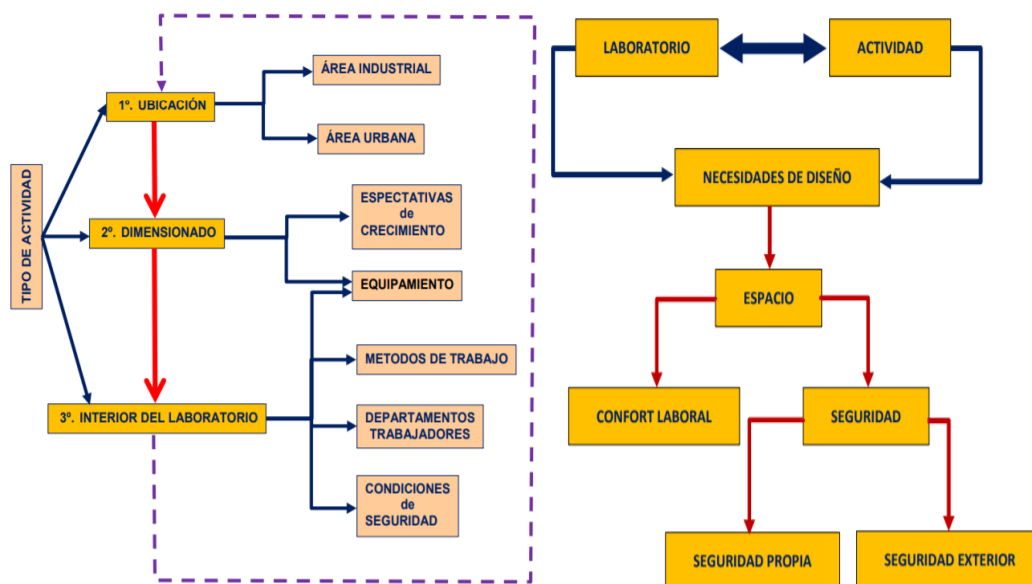 TIPO DE ACTIVIDAD
1º. UBICACIÓN
ÁREA INDUSTRIAL
ÁREA URBANA
2º. DIMENSIONADO
ESPECTATIVAS
de
CRECIMIENTO
EQUIPAMIENTO
3º. INTERIOR DEL LABORATORIO
METODOS DE TRABAJO
DEPARTAMENTOS
TRABAJADORES
CONDICIONES
de
SEGURIDAD
LABORATORIO
ACTIVIDAD
NECESIDADES DE DISEÑO
ESPACIO
CONFORT LABORAL
SEGURIDAD
SEGURIDAD PROPIA
SEGURIDAD EXTERIOR